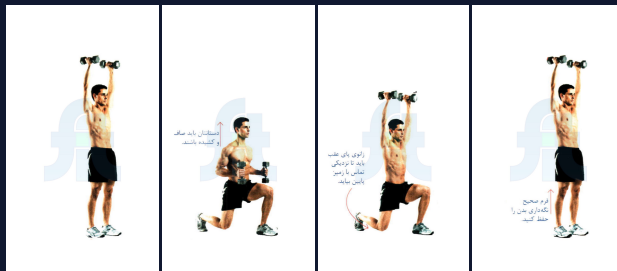 دستانتان باید صاف
و کشیده باشند.
زانوی پای عقب
باید تا نزدیکی
تماس با زمین
پایین بیاید.
فرم صحیح
نگه‌داری بدن را
حفظ کنید.